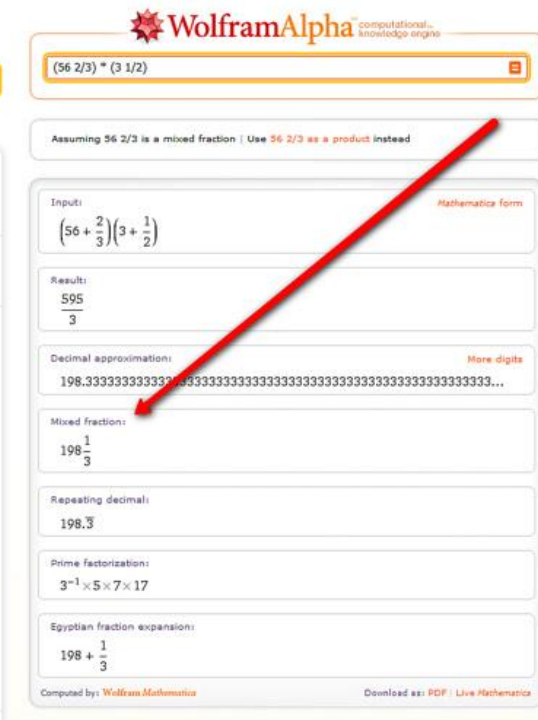 WolframAlpha computational... knowledge engine
(56 2/3) * (3 1/2)
Assuming 56 2/3 is a mixed fraction | Use 56 2/3 as a product instead
Input: Mathematica form
(56 + 2/3)(3 + 1/2)
Result:
595/3
Decimal approximation: More digits
198.3333333333333333333333333333333333333333333333333333333...
Mixed fraction:
198 1/3
Repeating decimal:
198.3̅
Prime factorization:
3⁻¹×5×7×17
Egyptian fraction expansion:
198 + 1/3
Computed by: Wolfram Mathematica Download as: PDF | Live Mathematica